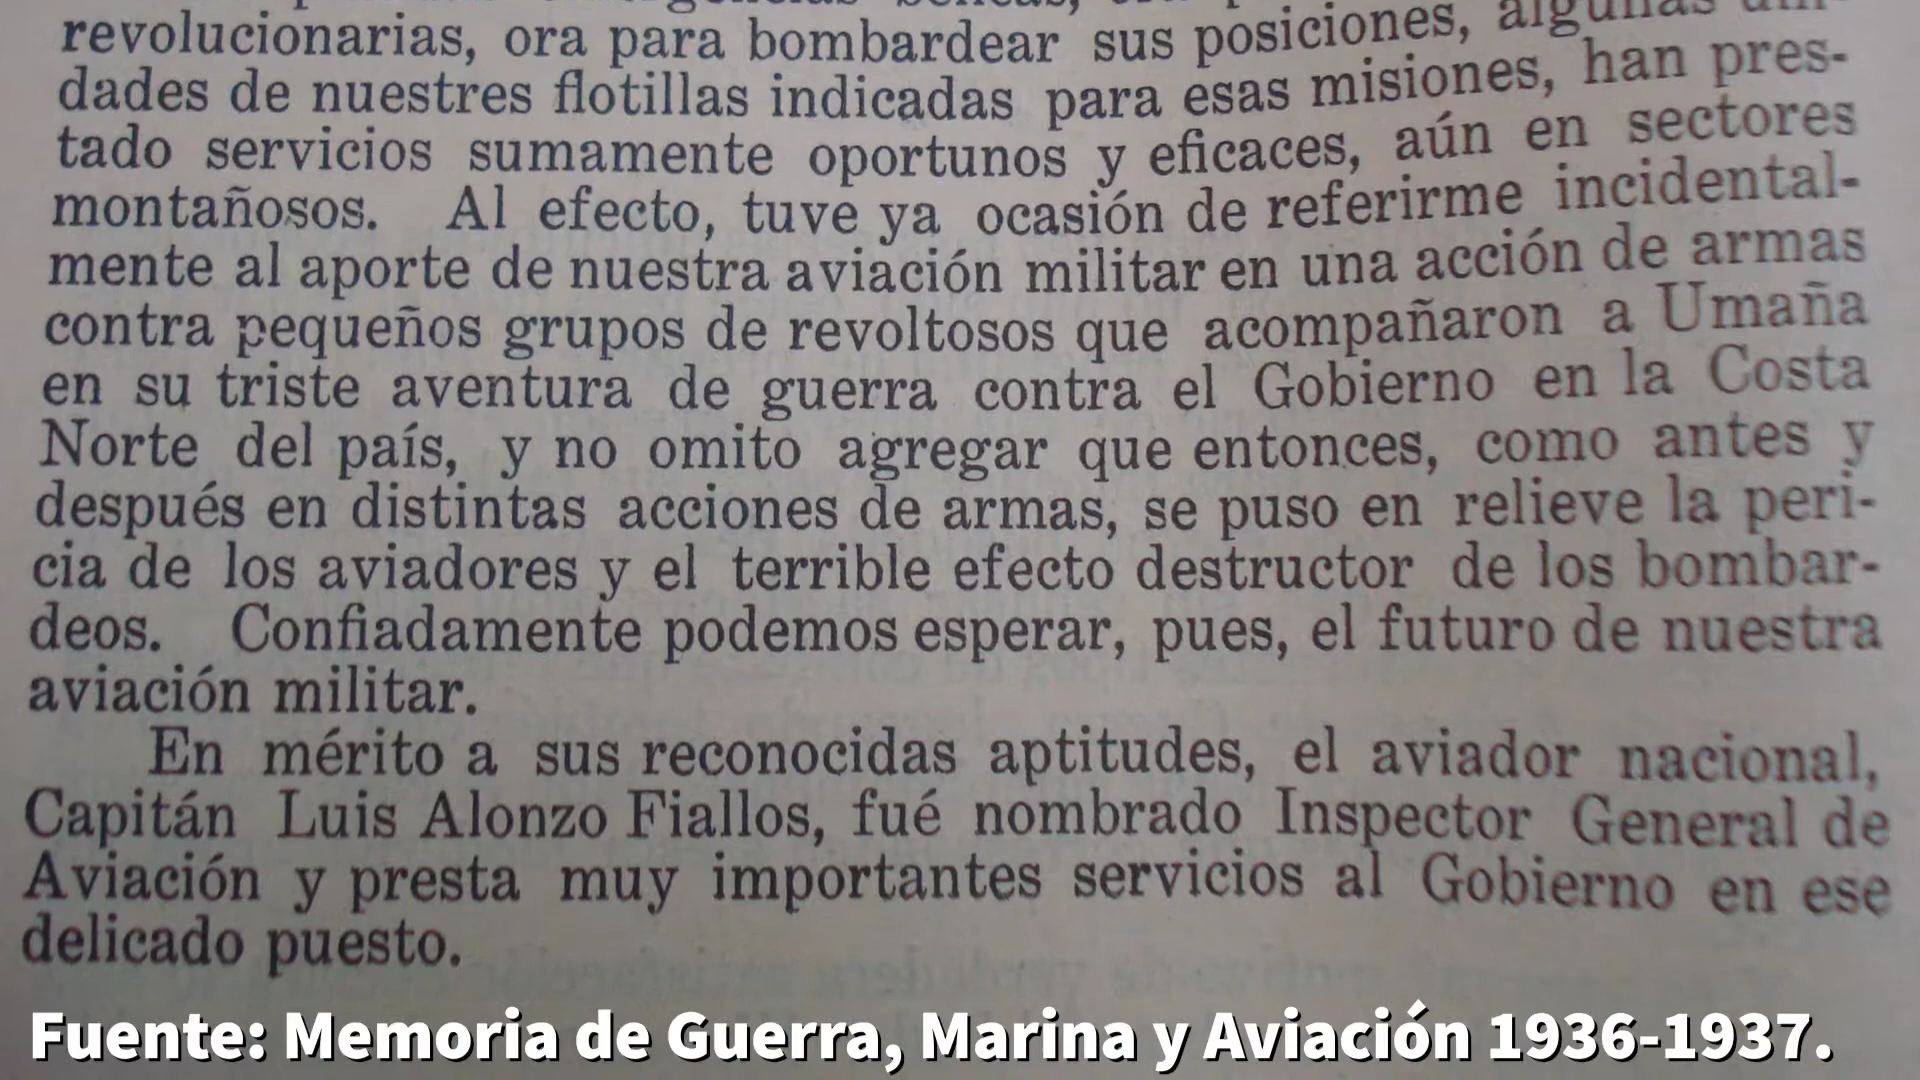 revolucionarias, ora para bombardear sus posiciones, algunas
dades de nuestres flotillas indicadas para esas misiones, han pres-
tado servicios sumamente oportunos y eficaces, aún en sectores
montañosos. Al efecto, tuve ya ocasión de referirme incidental-
mente al aporte de nuestra aviación militar en una acción de armas
contra pequeños grupos de revoltosos que acompañaron a Umaña
en su triste aventura de guerra contra el Gobierno en la Costa
Norte del país, y no omito agregar que entonces, como antes y
después en distintas acciones de armas, se puso en relieve la peri-
cia de los aviadores y el terrible efecto destructor de los bombar-
deos. Confiadamente podemos esperar, pues, el futuro de nuestra
aviación militar.
En mérito a sus reconocidas aptitudes, el aviador nacional,
Capitán Luis Alonzo Fiallos, fué nombrado Inspector General de
Aviación y presta muy importantes servicios al Gobierno en ese
delicado puesto.
Fuente: Memoria de Guerra, Marina y Aviación 1936-1937.